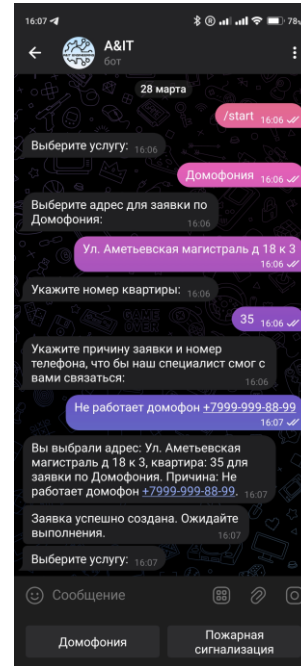 16:07
78%
A&IT
бот
28 марта
/start 16:06
Выберите услугу: 16:06
Домофония 16:06
Выберите адрес для заявки по
Домофония:
16:06
Ул. Аметьевская магистраль д 18 к 3
16:06
Укажите номер квартиры: 16:06
35 16:06
Укажите причину заявки и номер
телефона, что бы наш специалист смог с
вами связаться:
16:06
Не работает домофон +7999-999-88-99
16:07
Вы выбрали адрес: Ул. Аметьевская
магистраль д 18 к 3, квартира: 35 для
заявки по Домофония. Причина: Не
работает домофон +7999-999-88-99. 16:07
Заявка успешно создана. Ожидайте
выполнения.
16:07
Выберите услугу: 16:07
Сообщение
Домофония
Пожарная
сигнализация